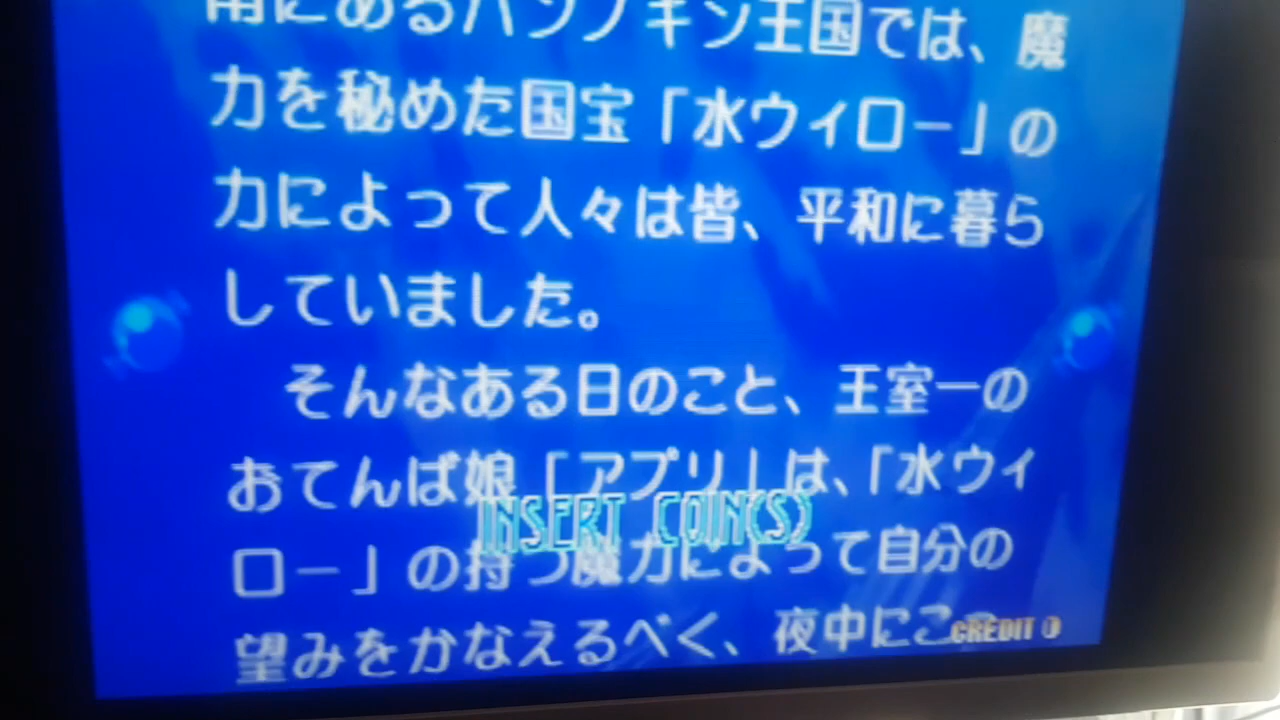 南にあるパソノキン王国では、魔
力を秘めた国宝「水ウィロー」の
力によって人々は皆、平和に暮ら
していました。
そんなある日のこと、王室一の
おてんば娘「アプリ」は、「水ウィ
INSERT COIN(S)
ロー」の持つ魔力によって自分の
望みをかなえるべく、夜中にこ
CREDIT 0